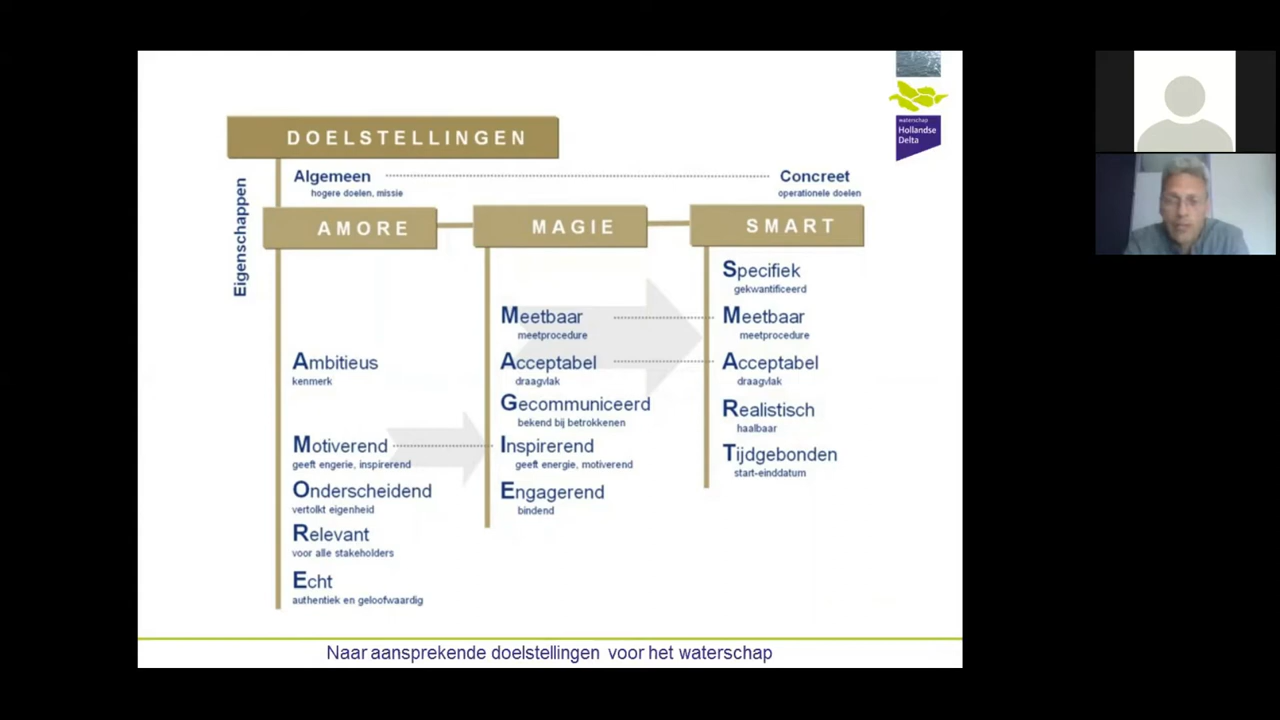 waterschap
Hollandse
Delta
DOELSTELLINGEN
Eigenschappen
Algemeen
hogere doelen, missie
Concreet
operationele doelen
AMORE
MAGIE
SMART
Ambitieus
kenmerk
Motiverend
geeft engerie, inspirerend
Onderscheidend
vertolkt eigenheid
Relevant
voor alle stakeholders
Echt
authentiek en geloofwaardig
Meetbaar
meetprocedure
Acceptabel
draagvlak
Gecommuniceerd
bekend bij betrokkenen
Inspirerend
geeft energie, motiverend
Engagerend
bindend
Specifiek
gekwantificeerd
Meetbaar
meetprocedure
Acceptabel
draagvlak
Realistisch
haalbaar
Tijdgebonden
start-einddatum
Naar aansprekende doelstellingen voor het waterschap